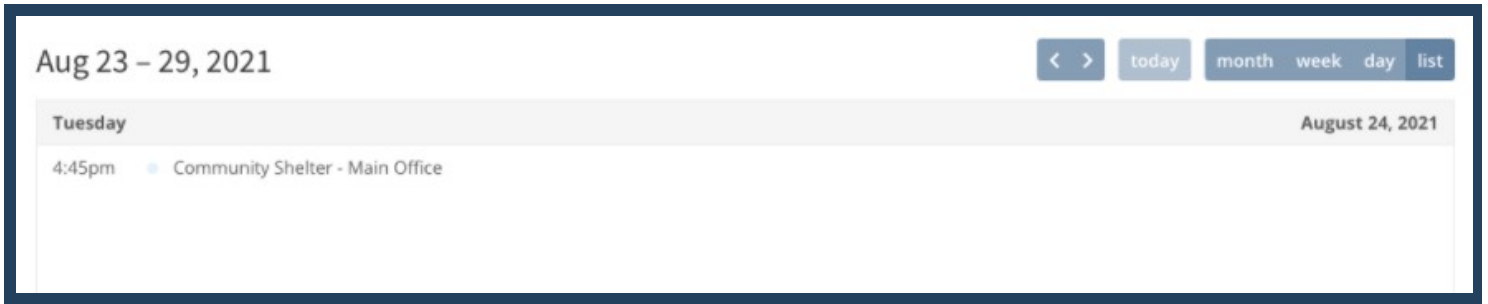 Aug 23 – 29, 2021
today month week day list
Tuesday August 24, 2021
4:45pm Community Shelter - Main Office